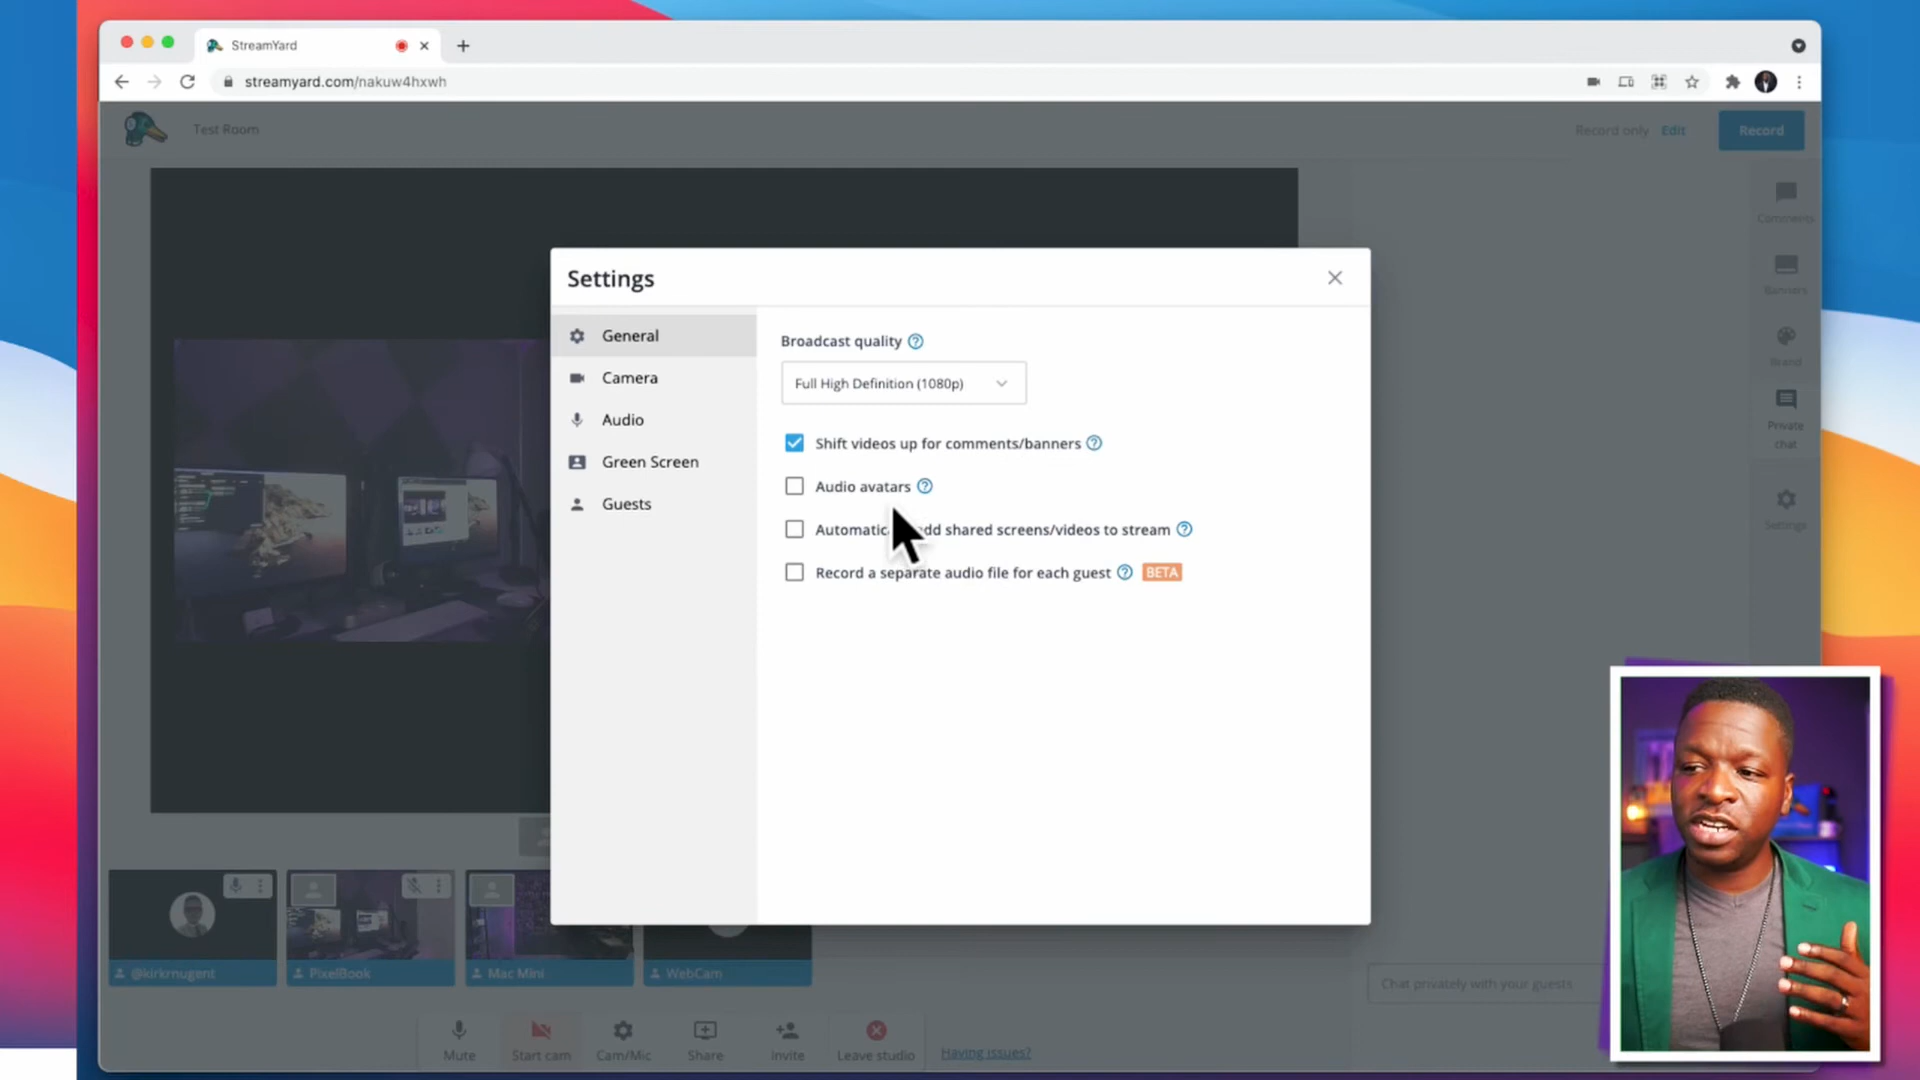 StreamYard
streamyard.com/nakuw4hxwh
Test Room
Record only Edit Record
Settings
General
Camera
Audio
Green Screen
Guests
Broadcast quality
Full High Definition (1080p)
Shift videos up for comments/banners
Audio avatars
add shared screens/videos to stream
Record a separate audio file for each guest BETA
Comments
Banners
Brand
Private
chat
Settings
@kirkrnugent
PixelBook
Mac Mini
WebCam
Chat privately with your guests
Mute
Start cam
Cam/Mic
Share
Invite
Leave studio
Having issues?